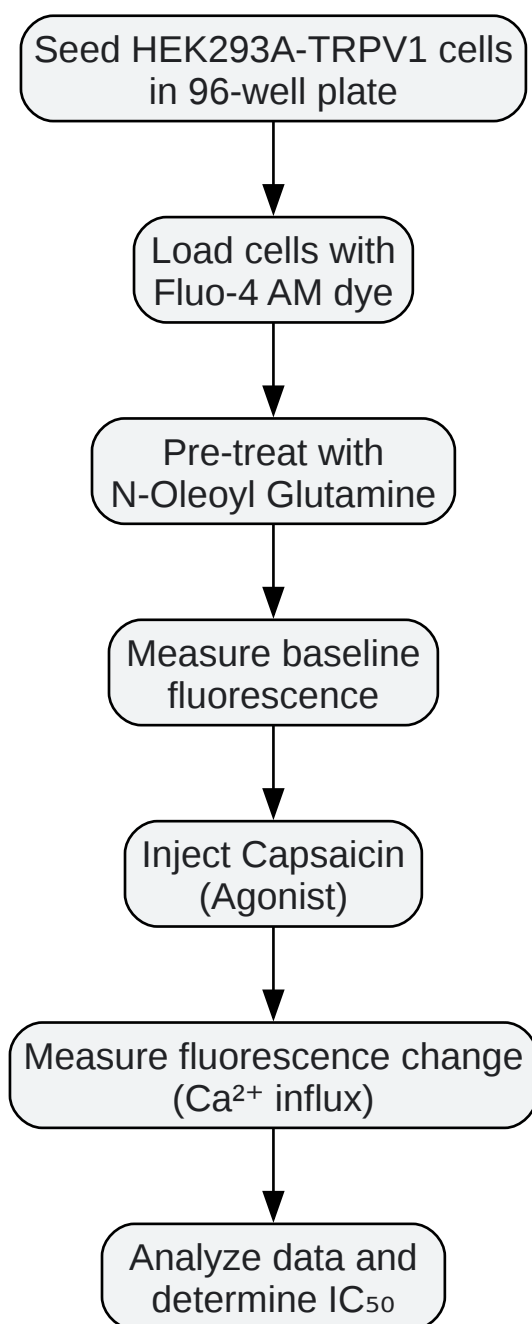 Seed HEK293A-TRPV1 cells
in 96-well plate
Load cells with
Fluo-4 AM dye
Pre-treat with
N-Oleoyl Glutamine
Measure baseline
fluorescence
Inject Capsaicin
(Agonist)
Measure fluorescence change
(Ca²⁺ influx)
Analyze data and
determine IC₅₀